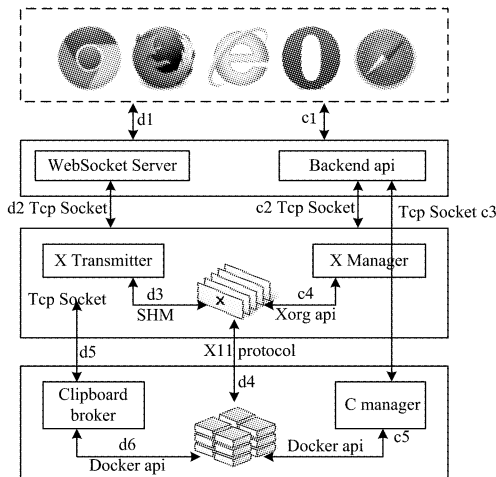 d1
c1
WebSocket Server
Backend api
d2 Tcp Socket
c2 Tcp Socket
Tcp Socket c3
X Transmitter
X Manager
Tcp Socket
d3
SHM
X
c4
Xorg api
d5
X11 protocol
d4
Clipboard
broker
C manager
d6
Docker api
Docker api
c5